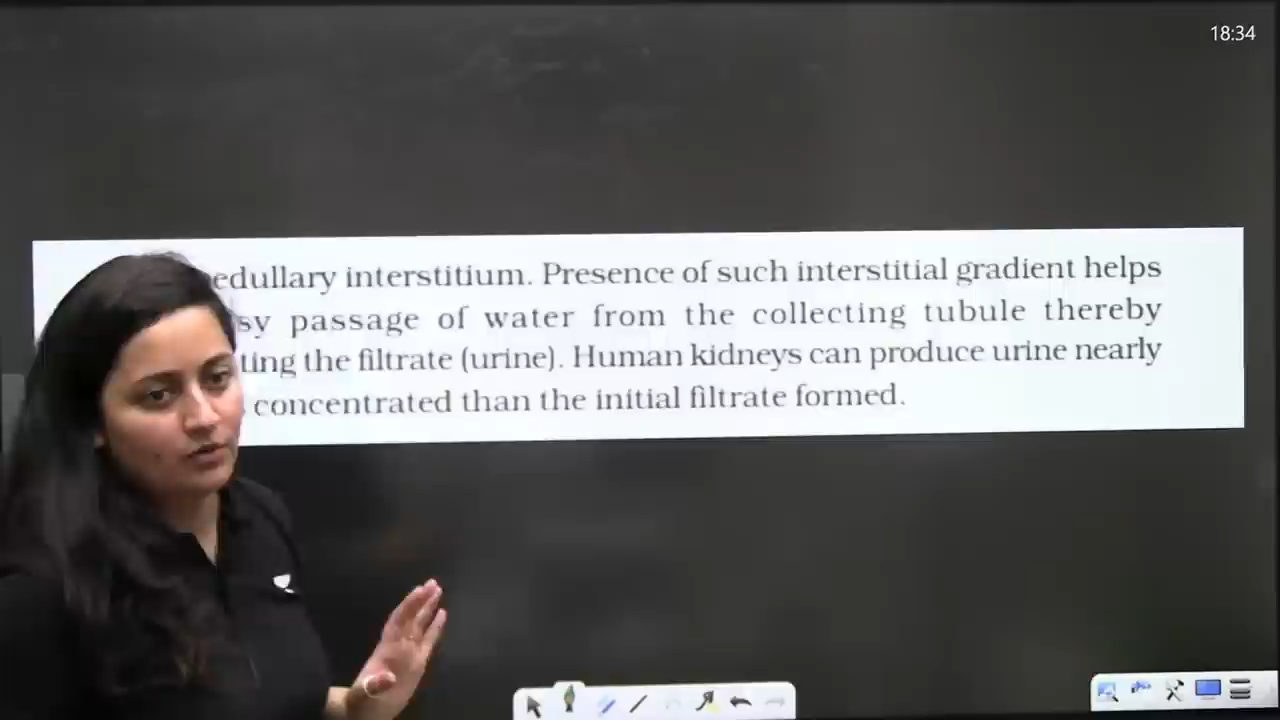 18:34
edullary interstitium. Presence of such interstitial gradient helps
sy passage of water from the collecting tubule thereby
ting the filtrate (urine). Human kidneys can produce urine nearly
concentrated than the initial filtrate formed.